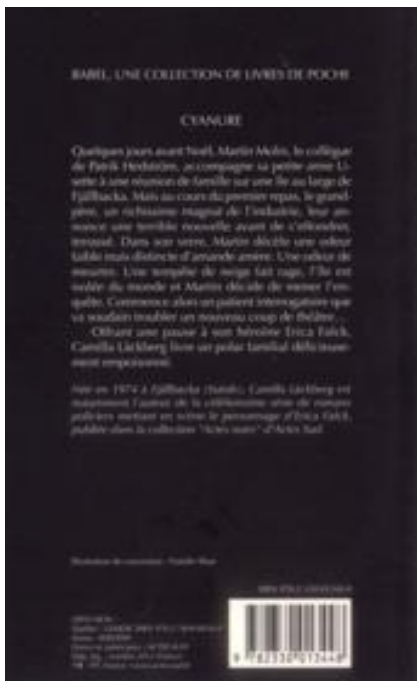 BABEL, UNE COLLECTION DE LIVRES DE POCHE
CYANURE
Quelques jours avant Noël, Martin Molin, le collègue
de Patrik Hedström, accompagne sa petite amie Li-
sette à une réunion de famille sur une île au large de
Fjällbacka. Mais au cours du premier repas, le grand-
père, un richissime magnat de l'industrie, leur an-
nonce une terrible nouvelle avant de s'effondrer,
terrassé. Dans son verre, Martin décèle une odeur
faible mais distincte d'amande amère. Une odeur de
meurtre. Une tempête de neige fait rage, l'île est
isolée du monde et Martin décide de mener l'en-
quête. Commence alors un patient interrogatoire que
va soudain troubler un nouveau coup de théâtre...
Offrant une pause à son héroïne Erica Falck,
Camilla Läckberg livre un polar familial délicieuse-
ment empoisonné.
Née en 1974 à Fjällbacka (Suède), Camilla Läckberg est
notamment l'auteur de la célébrissime série de romans
policiers mettant en scène le personnage d'Erica Falck,
publiée dans la collection "Actes noirs" d'Actes Sud.
Illustration de couverture :
9 782330 013448